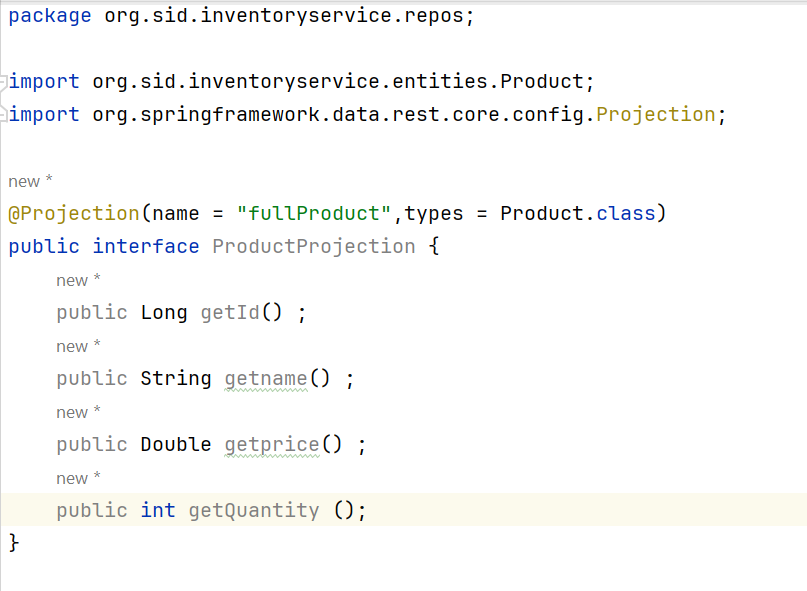 package org.sid.inventoryservice.repos;
import org.sid.inventoryservice.entities.Product;
import org.springframework.data.rest.core.config.Projection;
new *
@Projection(name = "fullProduct",types = Product.class)
public interface ProductProjection {
new *
public Long getId() ;
new *
public String getname() ;
new *
public Double getprice() ;
new *
public int getQuantity ();
}